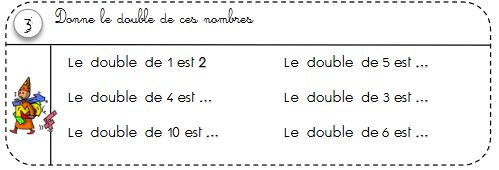 3 Donne le double de ces nombres
Le double de 1 est 2 Le double de 5 est ...
Le double de 4 est ... Le double de 3 est ...
Le double de 10 est ... Le double de 6 est ...